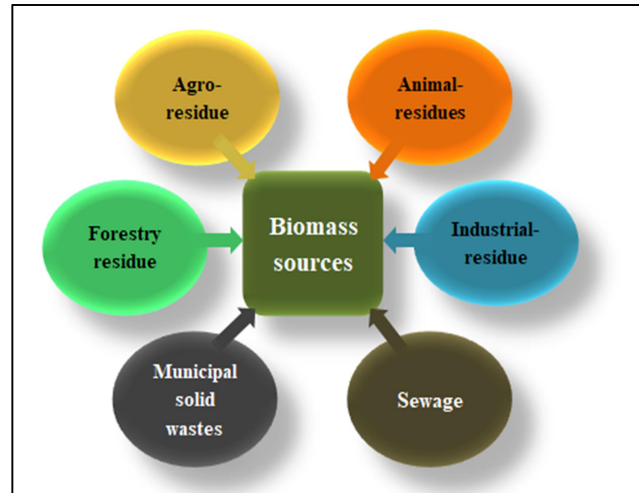 Agro-
residue
Animal-
residues
Forestry
residue
Biomass
sources
Industrial-
residue
Municipal
solid
wastes
Sewage